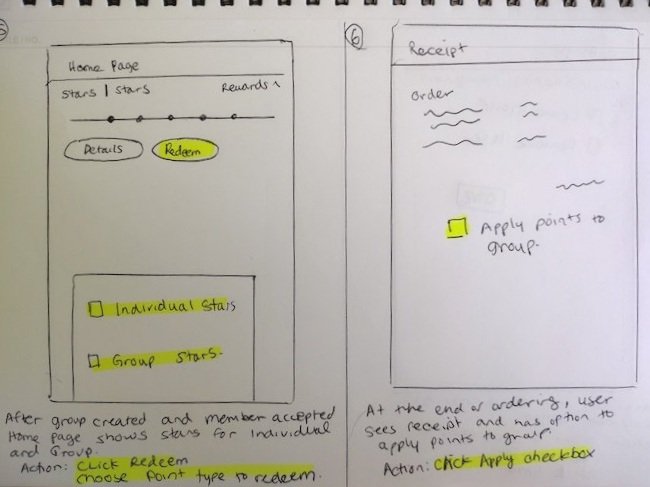 Home Page
Stars | Stars
Rewards ^
Details
Redeem
Individual Stars
Group Stars.
After group created and member accepted
Home page shows stars for Individual
and Group.
Action: Click Redeem
choose Point type to redeem.
6
Receipt
Order
Apply points to
group.
At the end of ordering, user
sees receipt and has option to
apply points to group.
Action: Click Apply checkbox